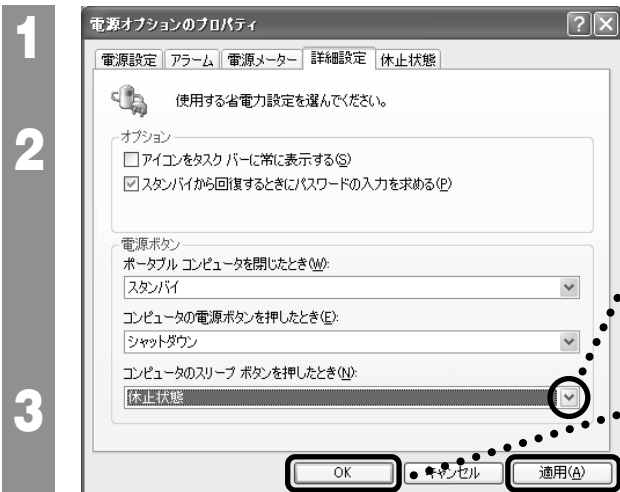 1
2
3
電源オプションのプロパティ
電源設定 アラーム 電源メーター 詳細設定 休止状態
使用する省電力設定を選んでください。
オプション
アイコンをタスク バーに常に表示する(S)
スタンバイから回復するときにパスワードの入力を求める(P)
電源ボタン
ポータブル コンピュータを閉じたとき(W):
スタンバイ
コンピュータの電源ボタンを押したとき(E):
シャットダウン
コンピュータのスリープ ボタンを押したとき(N):
休止状態
OK キャンセル 適用(A)